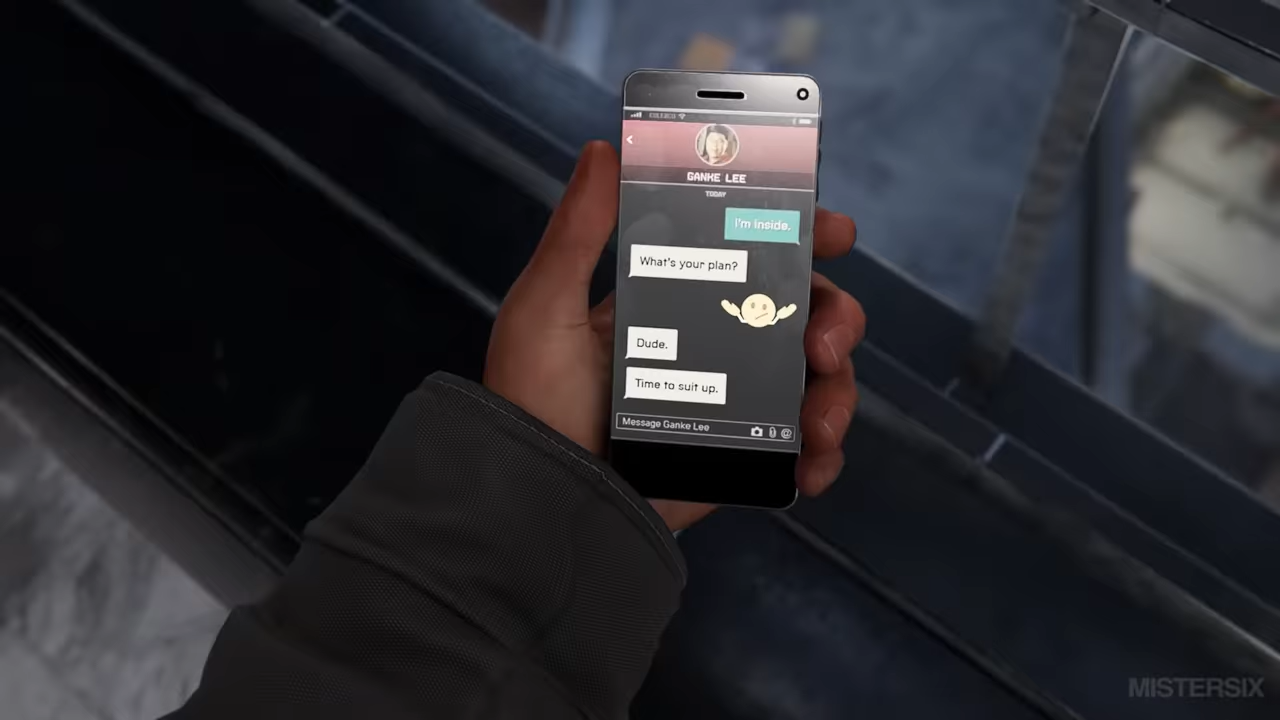 GANKE LEE
TODAY
I'm inside.
What's your plan?
Dude.
Time to suit up.
Message Ganke Lee
MISTERSIX